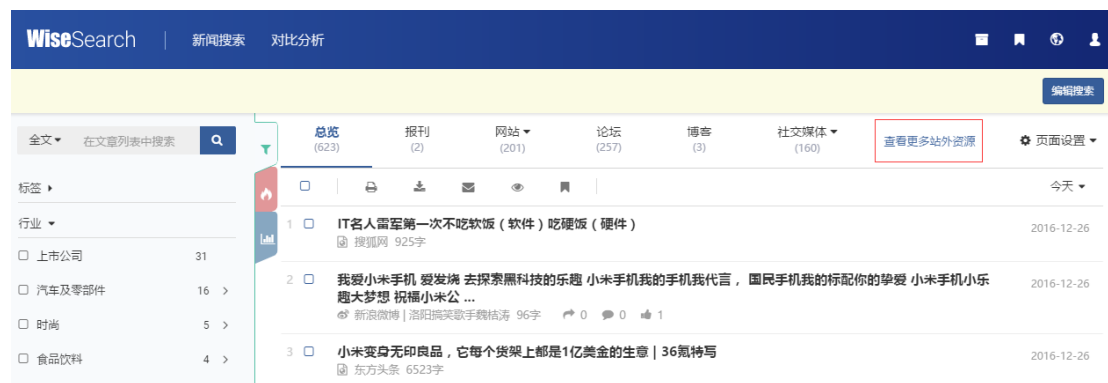 WiseSearch | 新闻搜索 对比分析
编辑搜索
全文 在文章列表中搜索
总览 报刊 网站 论坛 博客 社交媒体 查看更多站外资源 页面设置
(623) (2) (201) (257) (3) (160)
标签
今天
行业
1 IT名人雷军第一次不吃软饭（软件）吃硬饭（硬件） 2016-12-26
搜狐网 925字
上市公司 31
2 我爱小米手机 爱发烧 去探索黑科技的乐趣 小米手机我的手机我代言， 国民手机我的标配你的挚爱 小米手机小乐 2016-12-26
趣大梦想 祝福小米公 ...
汽车及零部件 16 >
新浪微博 | 洛阳搞笑歌手魏桔涛 96字 0 0 1
时尚 5 >
3 小米变身无印良品，它每个货架上都是1亿美金的生意 | 36氪特写 2016-12-26
食品饮料 4 >
东方头条 6523字